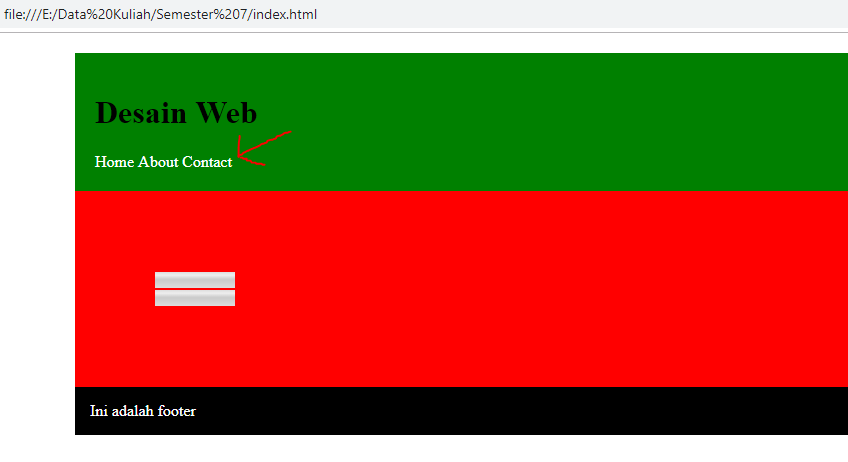 file:///E:/Data%20Kuliah/Semester%207/index.html
Desain Web
Home About Contact
Ini adalah footer